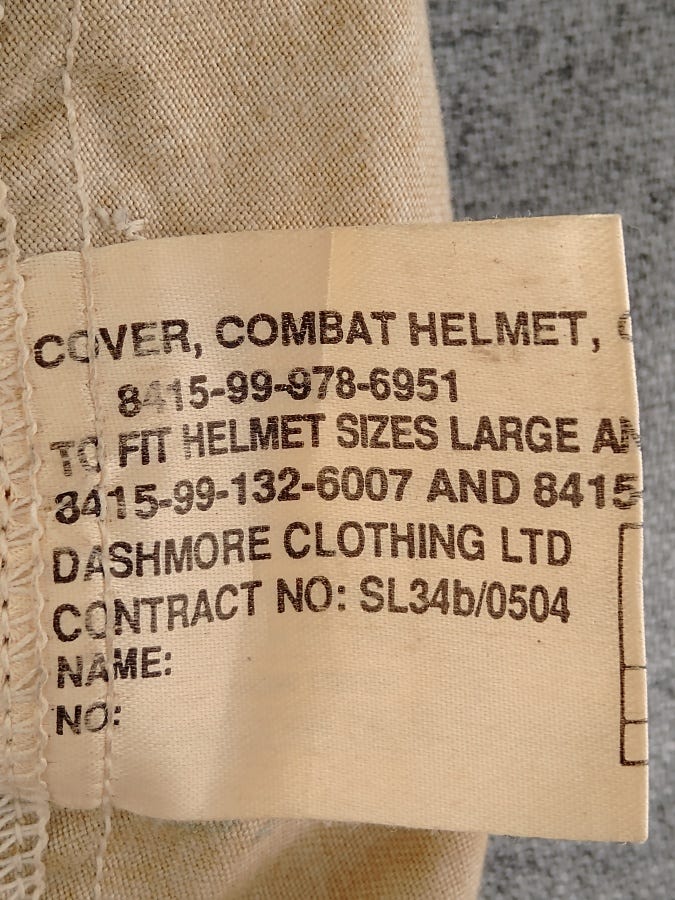 COVER, COMBAT HELMET,
8415-99-978-6951
TO FIT HELMET SIZES LARGE
8415-99-132-6007 AND 8415-
DASHMORE CLOTHING LTD
CONTRACT NO: SL34b/0504
NAME:
NO: